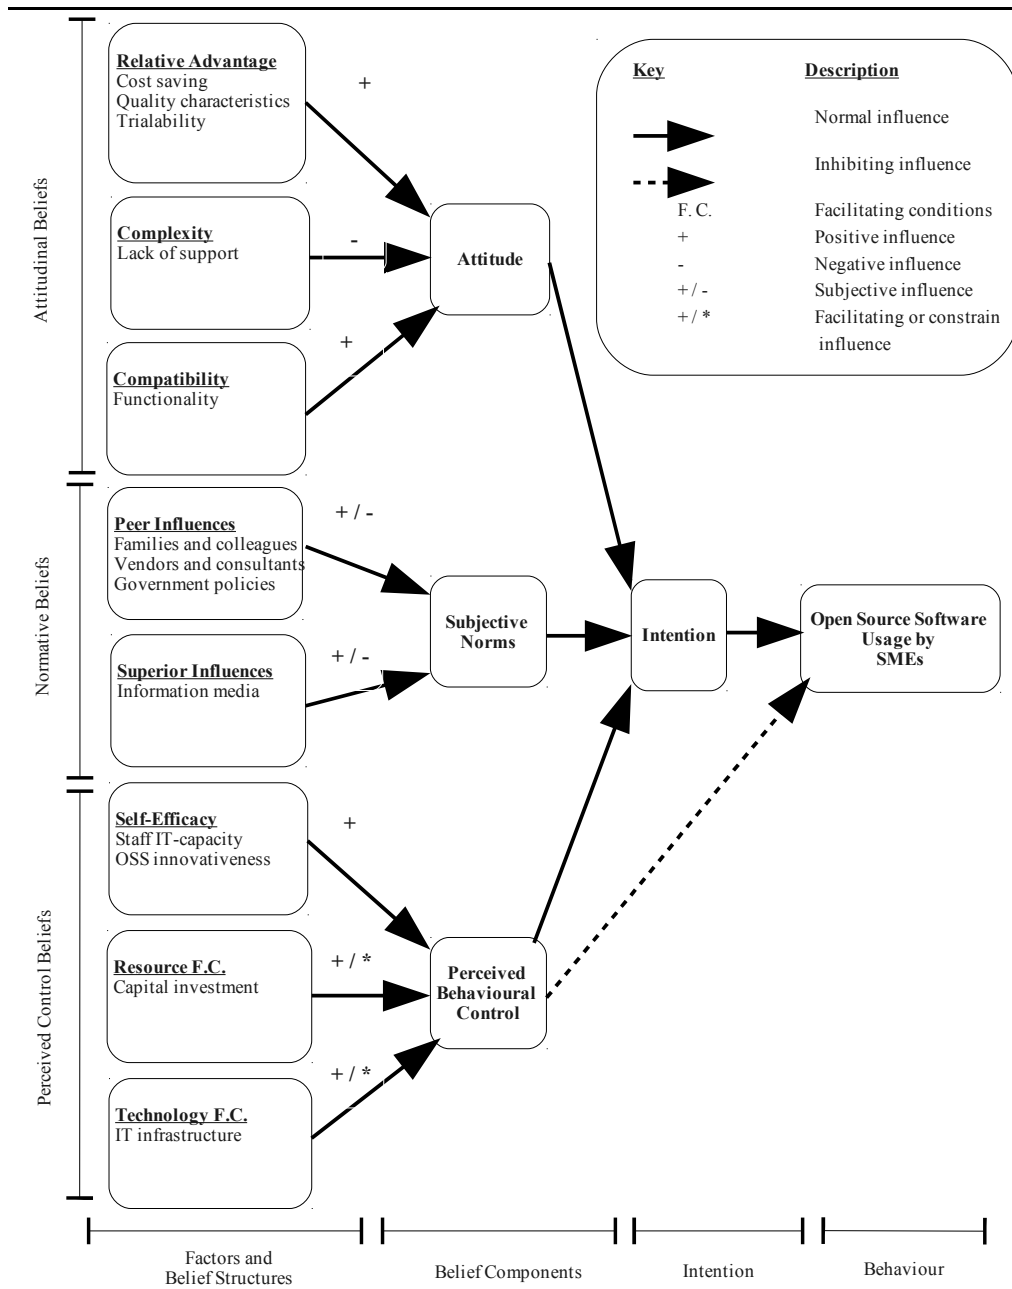 Attitudinal Beliefs
Relative Advantage
Cost saving
Quality characteristics
Trialability
+
Complexity
Lack of support
-
Compatibility
Functionality
+
Attitude
Key Description
Normal influence
Inhibiting influence
F. C. Facilitating conditions
+ Positive influence
- Negative influence
+ / - Subjective influence
+ / * Facilitating or constrain
influence
Normative Beliefs
Peer Influences
Families and colleagues
Vendors and consultants
Government policies
+ / -
Superior Influences
Information media
+ / -
Subjective
Norms
Intention
Open Source Software
Usage by
SMEs
Perceived Control Beliefs
Self-Efficacy
Staff IT-capacity
OSS innovativeness
+
Resource F.C.
Capital investment
+ / *
Technology F.C.
IT infrastructure
+ / *
Perceived
Behavioural
Control
Factors and
Belief Structures
Belief Components
Intention
Behaviour